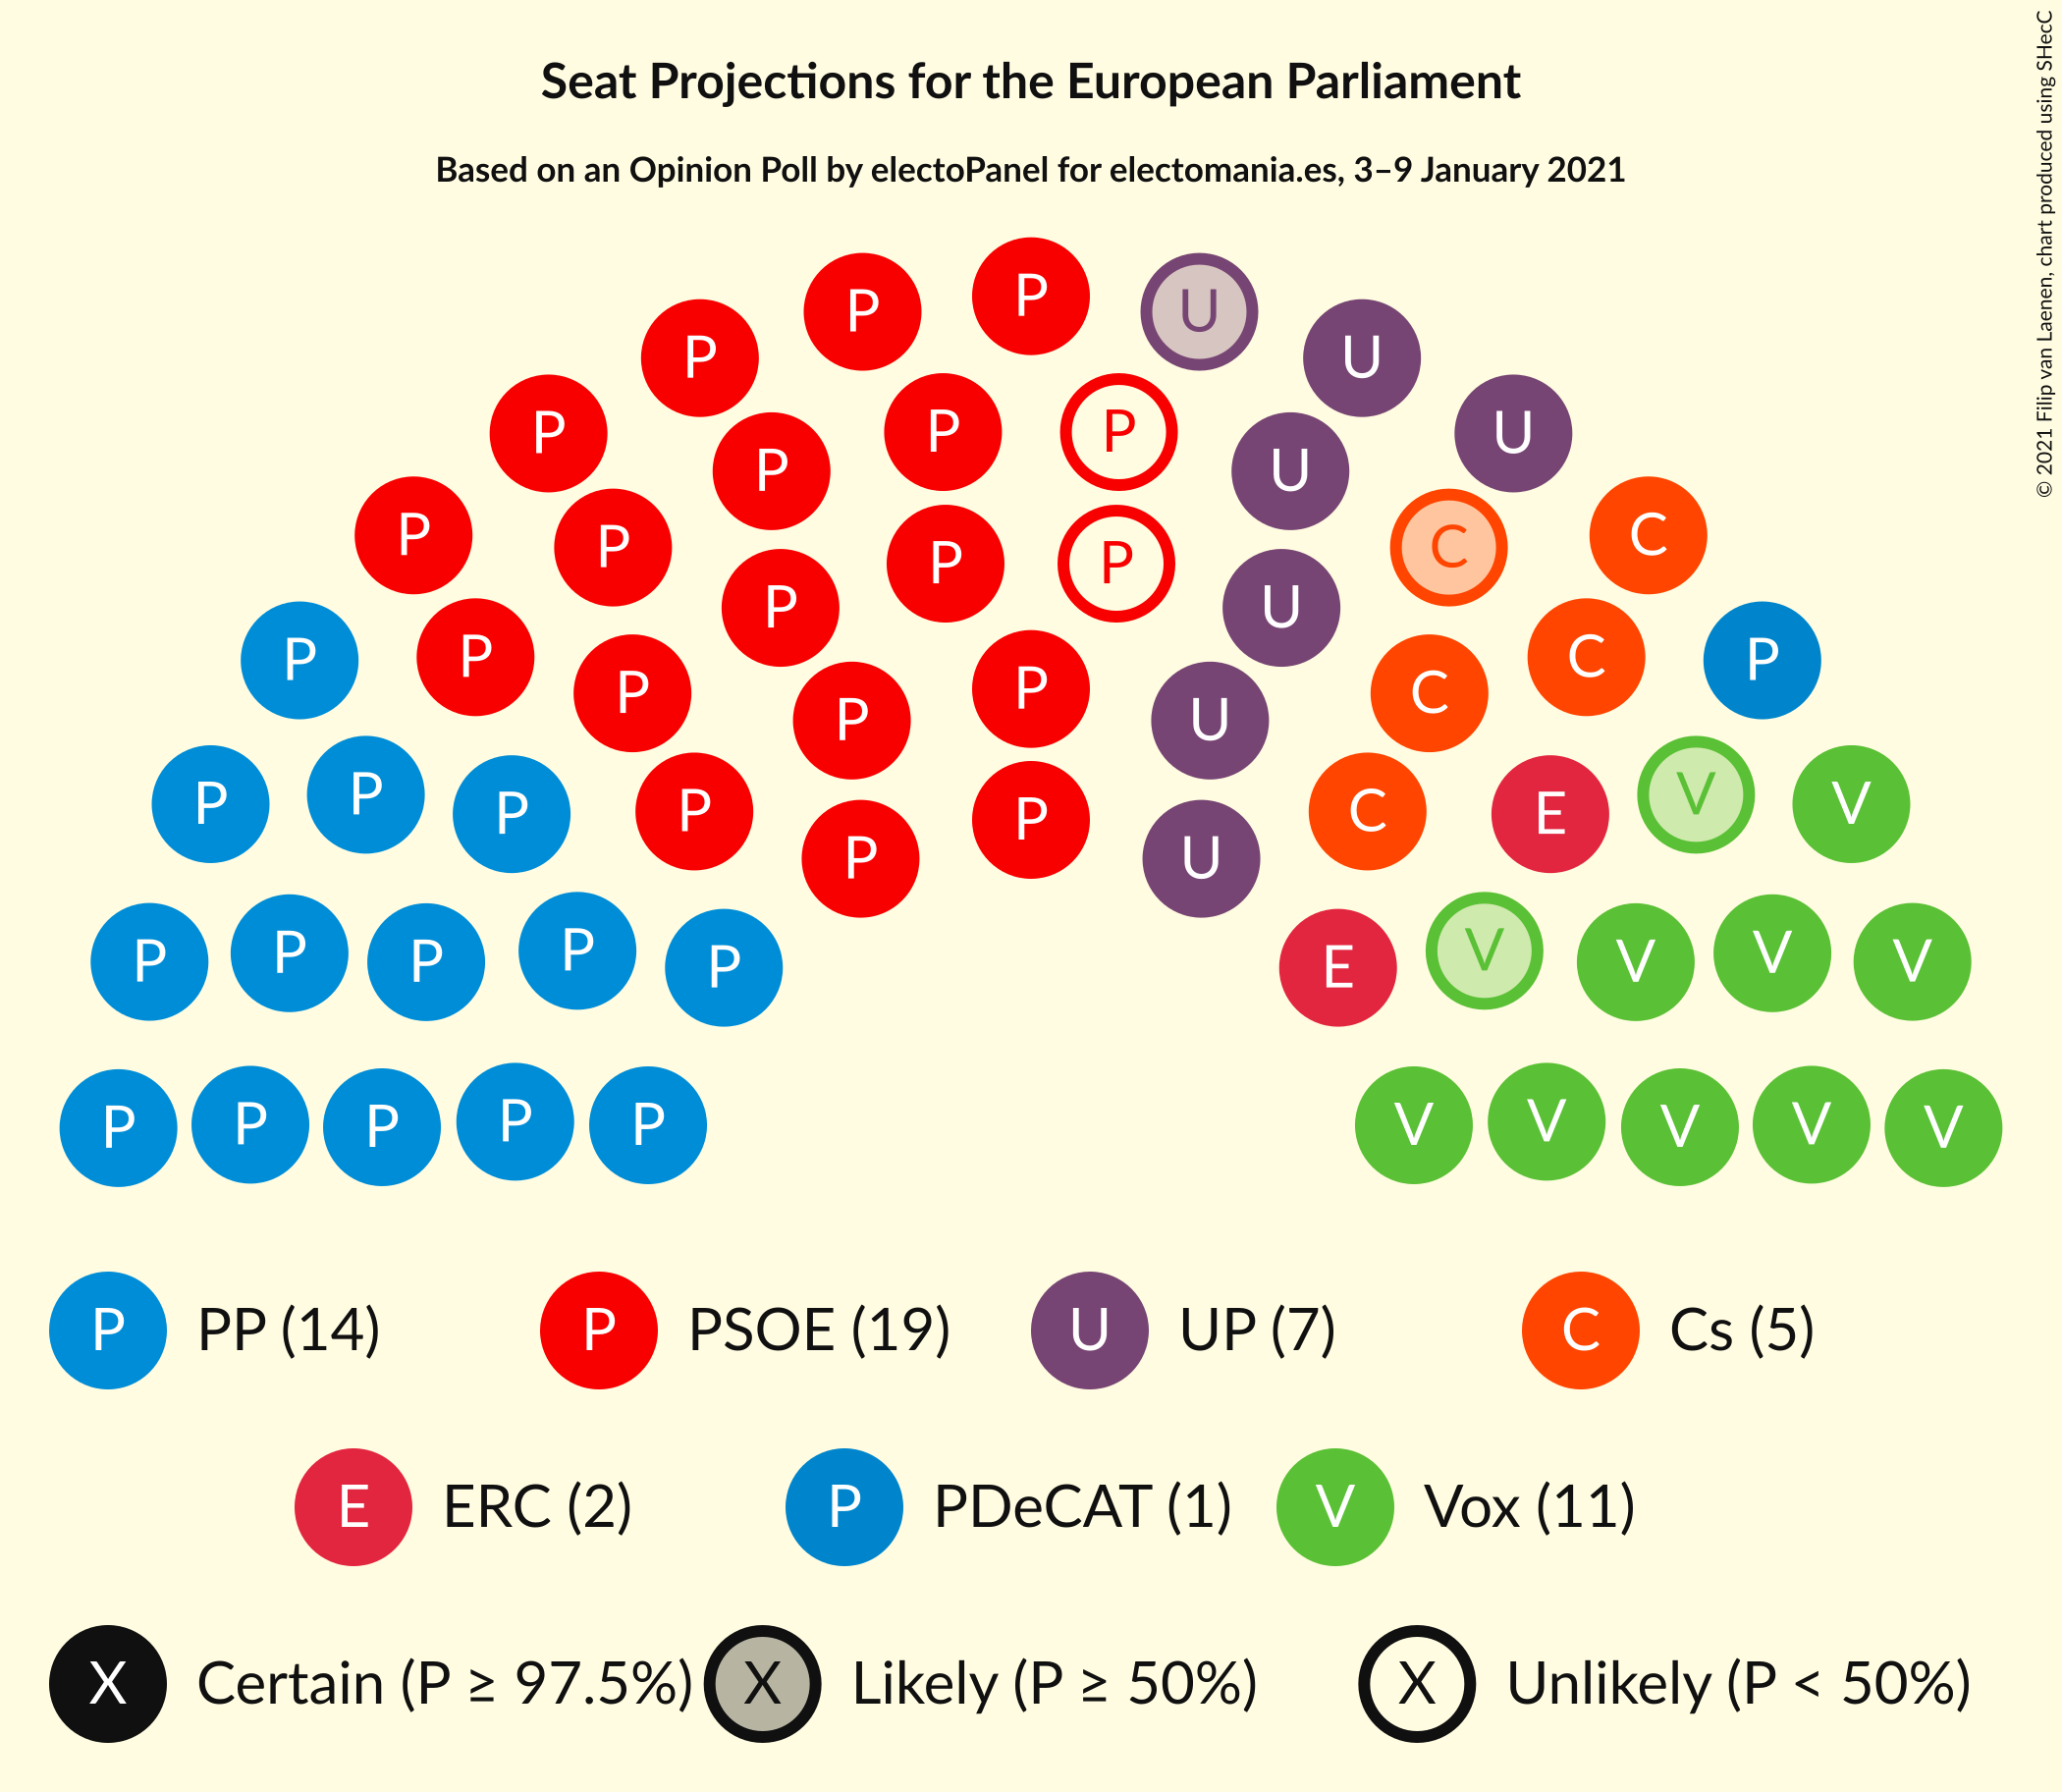 Seat Projections for the European Parliament
Based on an Opinion Poll by electoPanel for electomania.es, 3–9 January 2021
© 2021 Filip van Laenen, chart produced using SHecC
P P U
P U U
P P P U
P P C C
P P P
P P U
P P C C P
P P U
P P P P P C E V V
P P U
P P P P P E V V V V
P P P P P V V V V V
P PP (14) P PSOE (19) U UP (7) C Cs (5)
E ERC (2) P PDeCAT (1) V Vox (11)
X Certain (P ≥ 97.5%) X Likely (P ≥ 50%) X Unlikely (P < 50%)